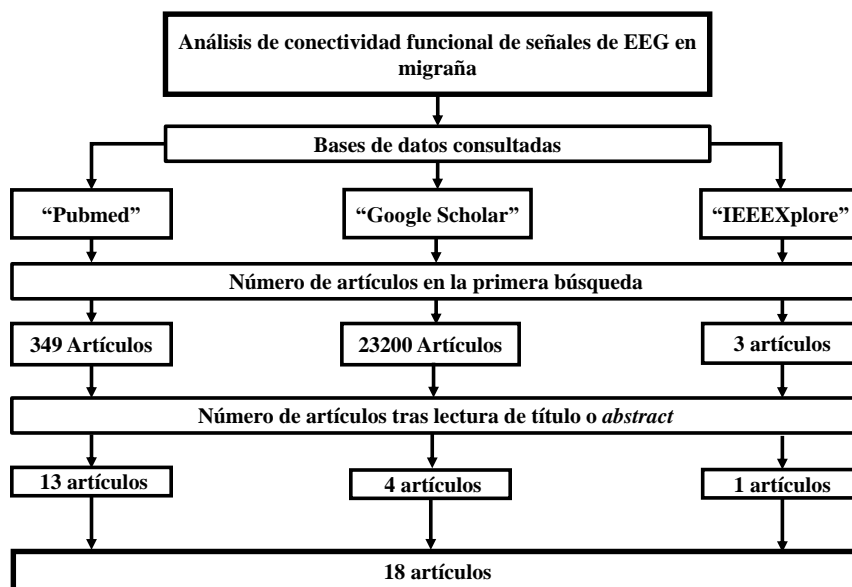 Análisis de conectividad funcional de señales de EEG en
migraña
Bases de datos consultadas
“Pubmed”
“Google Scholar”
“IEEEXplore”
Número de artículos en la primera búsqueda
349 Artículos
23200 Artículos
3 artículos
Número de artículos tras lectura de título o abstract
13 artículos
4 artículos
1 artículos
18 artículos